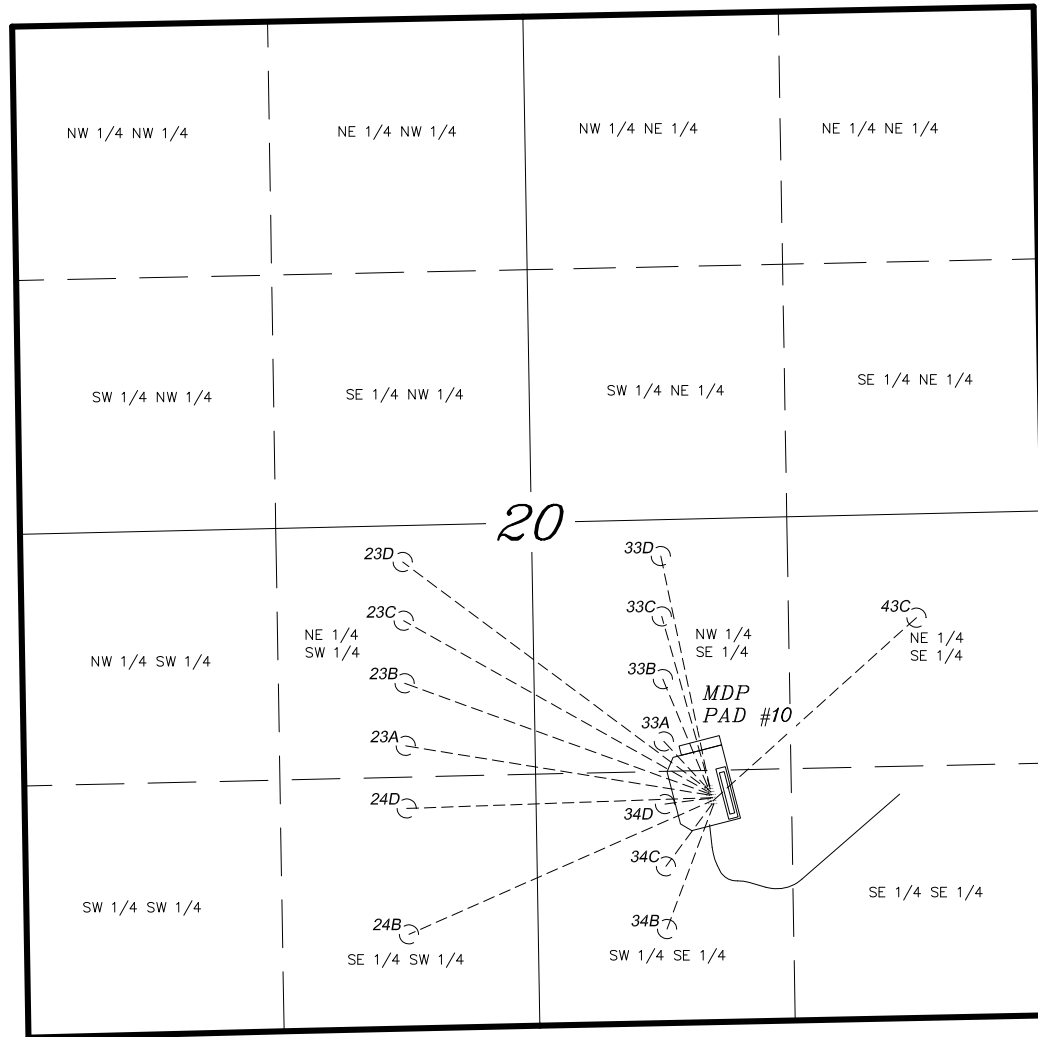 NW 1/4 NW 1/4
NE 1/4 NW 1/4
NW 1/4 NE 1/4
NE 1/4 NE 1/4
SW 1/4 NW 1/4
SE 1/4 NW 1/4
SW 1/4 NE 1/4
SE 1/4 NE 1/4
20
23D
33D
23C
33C
43C
NE 1/4
SW 1/4
NW 1/4
SE 1/4
NE 1/4
SE 1/4
NW 1/4 SW 1/4
23B
33B
MDP
PAD #10
23A
33A
24D
34D
34C
SW 1/4 SW 1/4
SE 1/4 SE 1/4
24B
34B
SE 1/4 SW 1/4
SW 1/4 SE 1/4